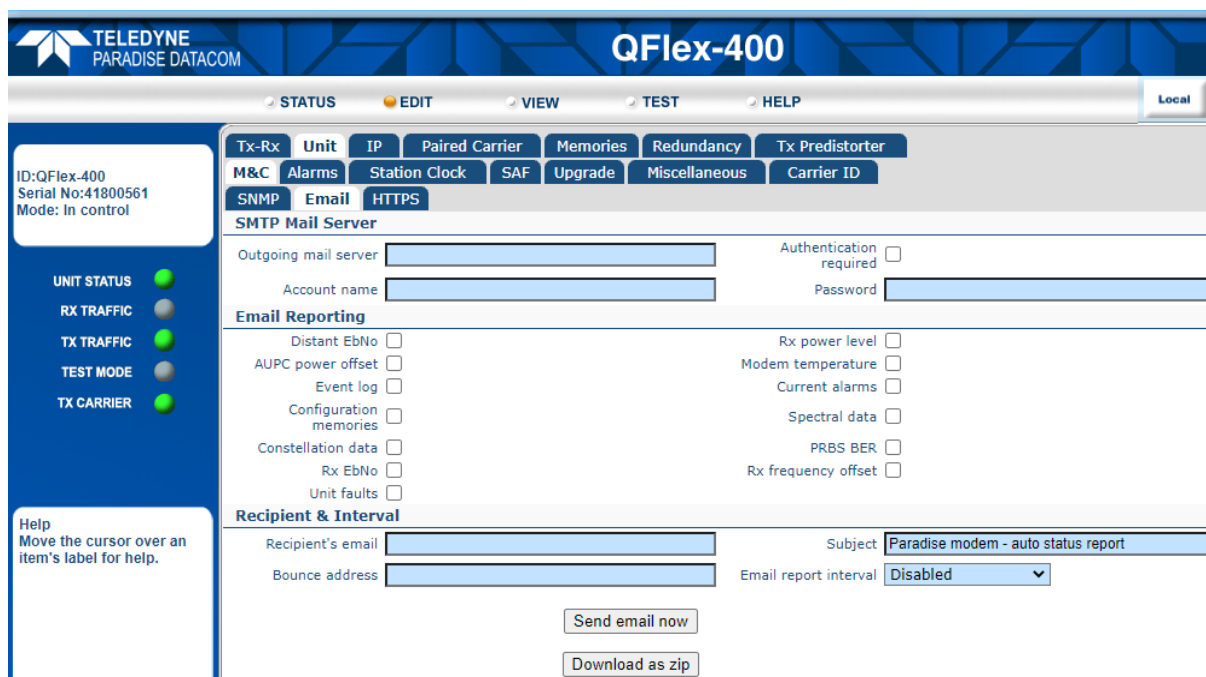 TELEDYNE
PARADISE DATACOM
QFlex-400
STATUS EDIT VIEW TEST HELP
Local
Tx-Rx Unit IP Paired Carrier Memories Redundancy Tx Predistorter
M&C Alarms Station Clock SAF Upgrade Miscellaneous Carrier ID
SNMP Email HTTPS
ID:QFlex-400
Serial No:41800561
Mode: In control
UNIT STATUS
RX TRAFFIC
TX TRAFFIC
TEST MODE
TX CARRIER
Help
Move the cursor over an
item's label for help.
SMTP Mail Server
Outgoing mail server
Authentication
required
Account name Password
Email Reporting
Distant EbNo Rx power level
AUPC power offset Modem temperature
Event log Current alarms
Configuration
memories
Spectral data
Constellation data PRBS BER
Rx EbNo Rx frequency offset
Unit faults
Recipient & Interval
Recipient's email Subject Paradise modem - auto status report
Bounce address Email report interval Disabled
Send email now
Download as zip